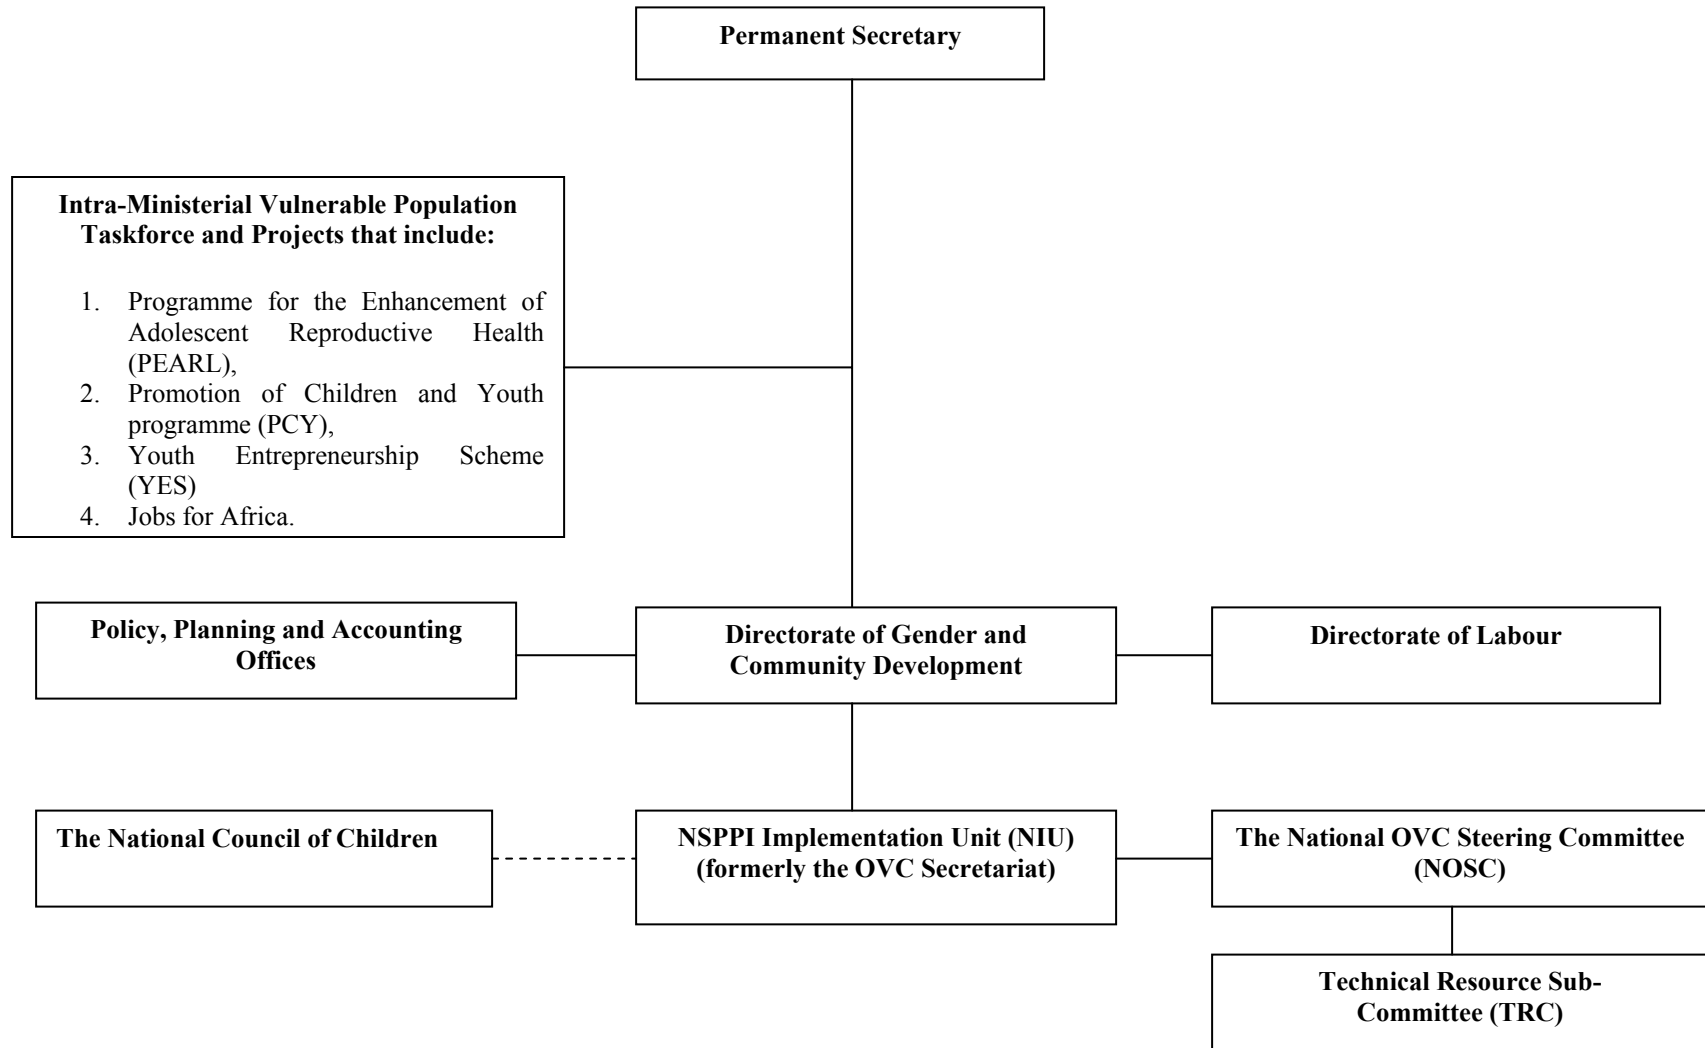 Permanent Secretary
Intra-Ministerial Vulnerable Population
Taskforce and Projects that include:
1. Programme for the Enhancement of
Adolescent Reproductive Health
(PEARL),
2. Promotion of Children and Youth
programme (PCY),
3. Youth Entrepreneurship Scheme
(YES)
4. Jobs for Africa.
Policy, Planning and Accounting
Offices
Directorate of Gender and
Community Development
Directorate of Labour
The National Council of Children
NSPPI Implementation Unit (NIU)
(formerly the OVC Secretariat)
The National OVC Steering Committee
(NOSC)
Technical Resource Sub-
Committee (TRC)